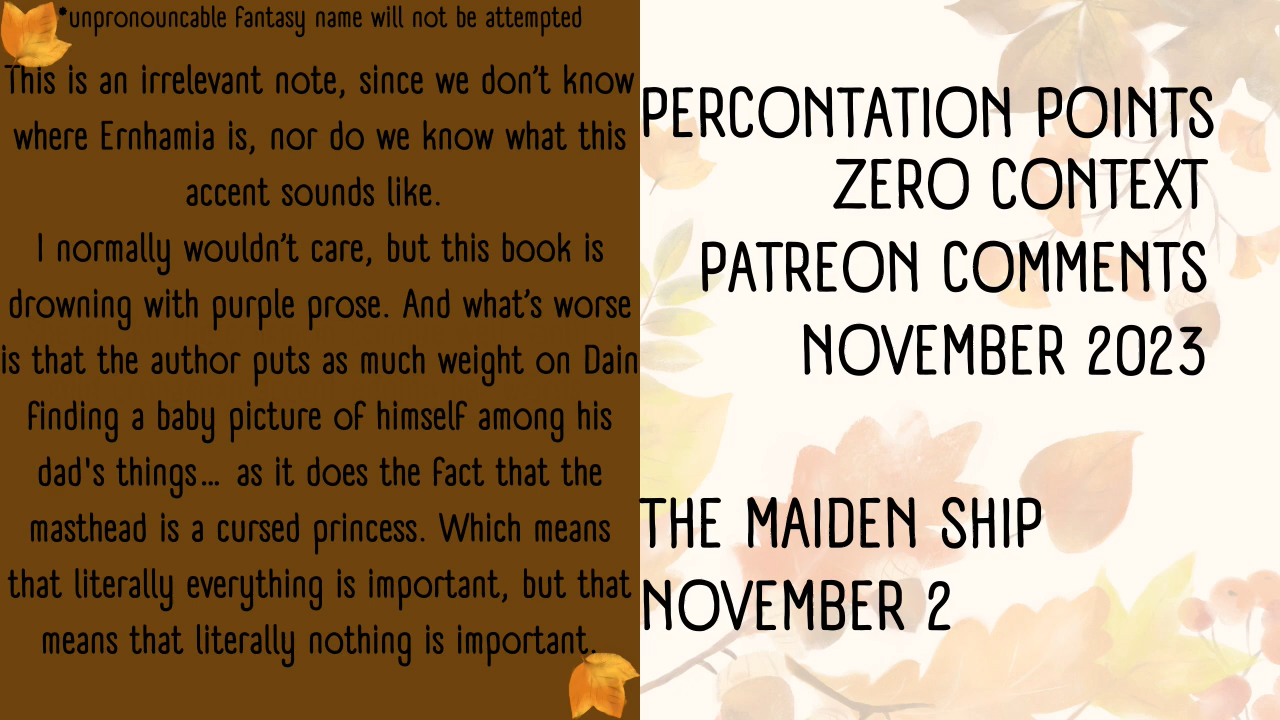 *unpronouncable fantasy name will not be attempted
This is an irrelevant note, since we don't know
where Ernhamia is, nor do we know what this
accent sounds like.
I normally wouldn't care, but this book is
drowning with purple prose. And what's worse
is that the author puts as much weight on Dain
finding a baby picture of himself among his
dad's things... as it does the fact that the
masthead is a cursed princess. Which means
that literally everything is important, but that
means that literally nothing is important.
PERCONTATION POINTS
ZERO CONTEXT
PATREON COMMENTS
NOVEMBER 2023
THE MAIDEN SHIP
NOVEMBER 2